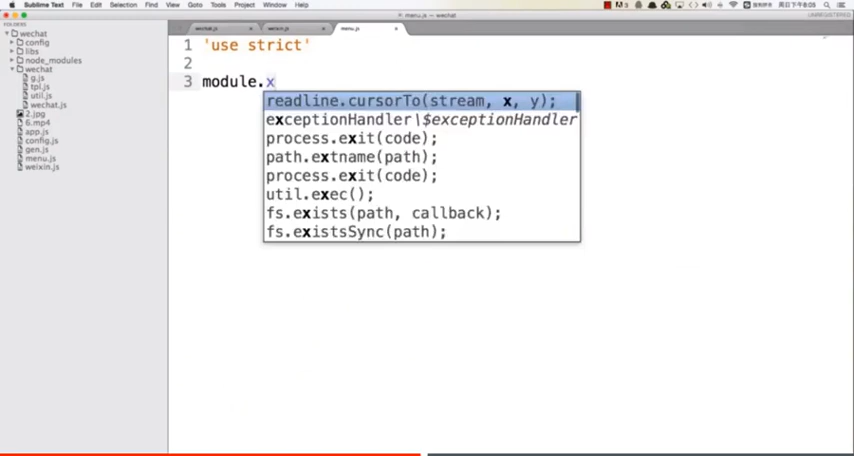 Sublime Text File Edit Selection Find View Goto Tools Project Window Help
menu.js — wechat
UNREGISTERED
FOLDERS
wechat
config
libs
node_modules
wechat
g.js
tpl.js
util.js
wechat.js
2.jpg
6.mp4
app.js
config.js
gen.js
menu.js
weixin.js
wechat.js
weixin.js
menu.js
1 'use strict'
2
3 module.x
readline.cursorTo(stream, x, y);
exceptionHandler\$exceptionHandler
process.exit(code);
path.extname(path);
process.exit(code);
util.exec();
fs.exists(path, callback);
fs.existsSync(path);